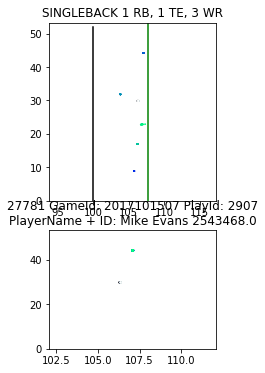 SINGLEBACK 1 RB, 1 TE, 3 WR
50
40
30
20
10
0
95 100 105 110 115
27781 GameId: 2017101507 PlayId: 2907
PlayerName + ID: Mike Evans 2543468.0
40
20
0
102.5 105.0 107.5 110.0